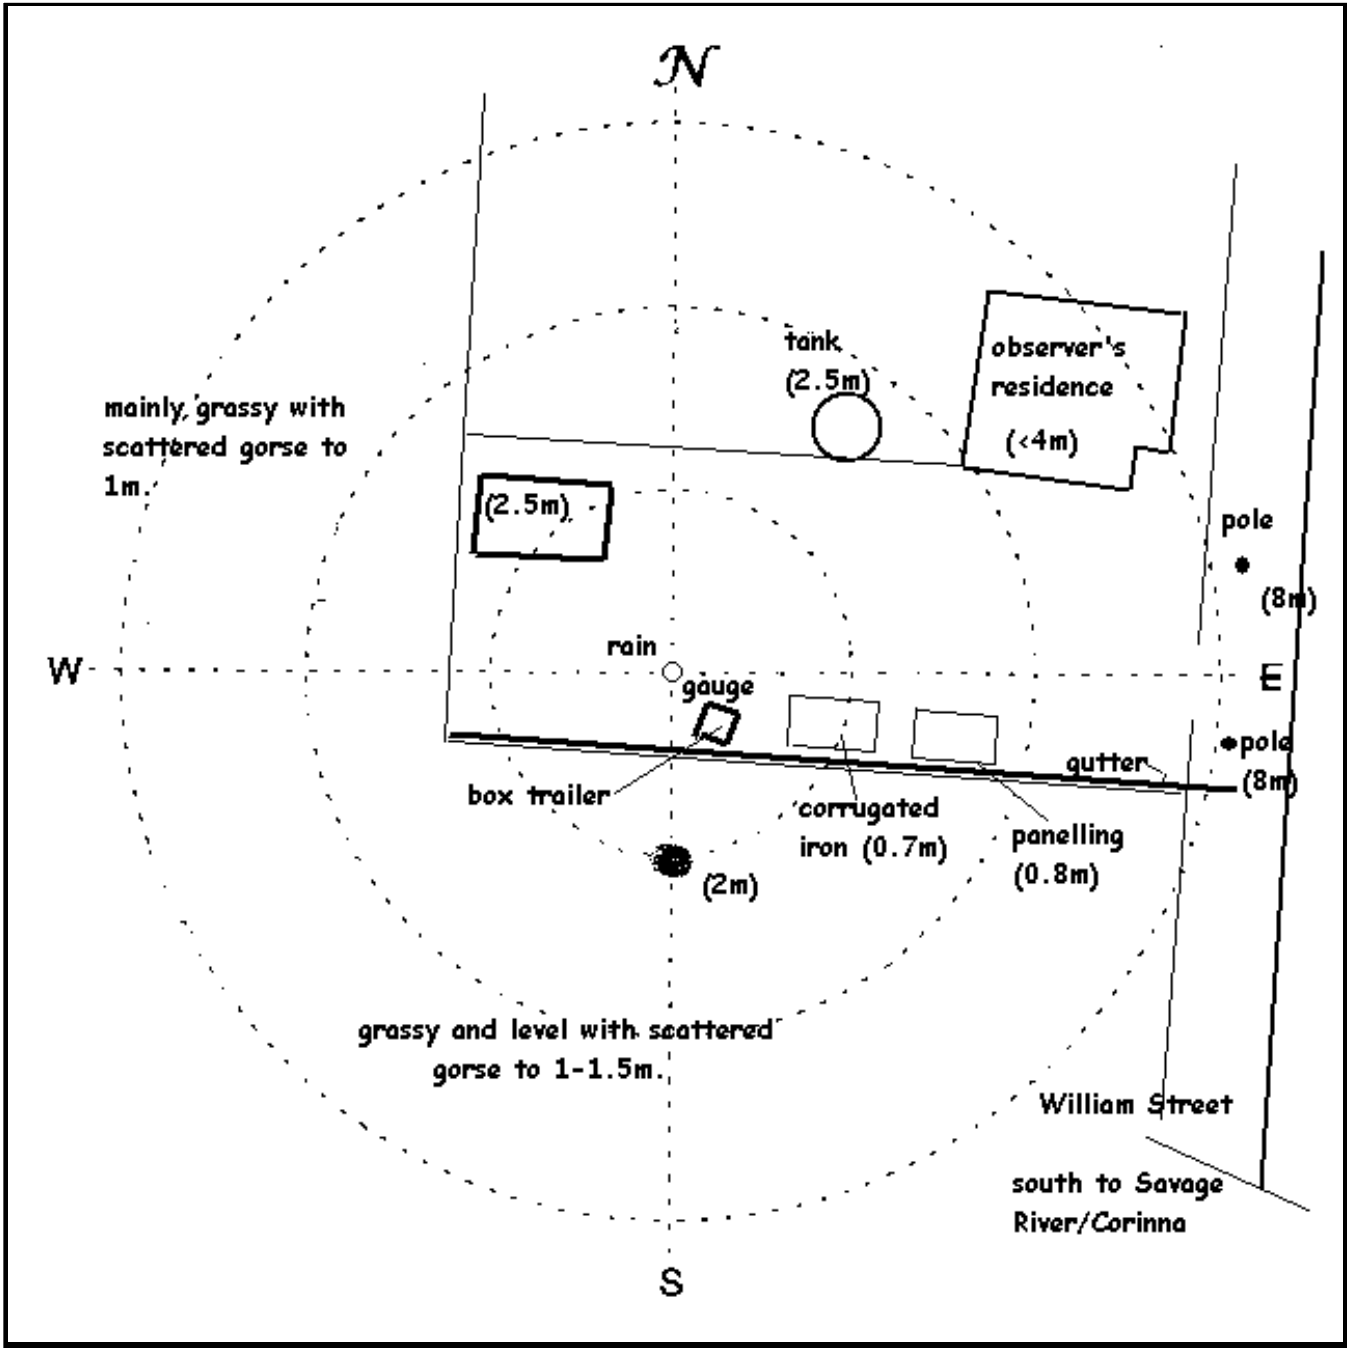 N
tank
(2.5m)
observer's
residence
(<4m)
mainly grassy with
scattered gorse to
1m.
(2.5m)
pole
(8m)
rain
gauge
W
E
pole
(8m)
gutter
box trailer
corrugated
iron (0.7m)
panelling
(0.8m)
(2m)
grassy and level with scattered
gorse to 1-1.5m.
William Street
south to Savage
River/Corinna
S